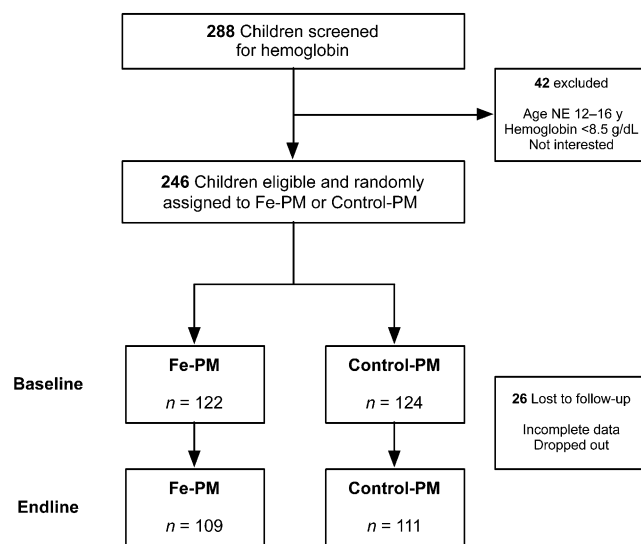 288 Children screened
for hemoglobin
42 excluded
Age NE 12–16 y
Hemoglobin <8.5 g/dL
Not interested
246 Children eligible and randomly
assigned to Fe-PM or Control-PM
Baseline
Fe-PM
n = 122
Control-PM
n = 124
26 Lost to follow-up
Incomplete data
Dropped out
Endline
Fe-PM
n = 109
Control-PM
n = 111